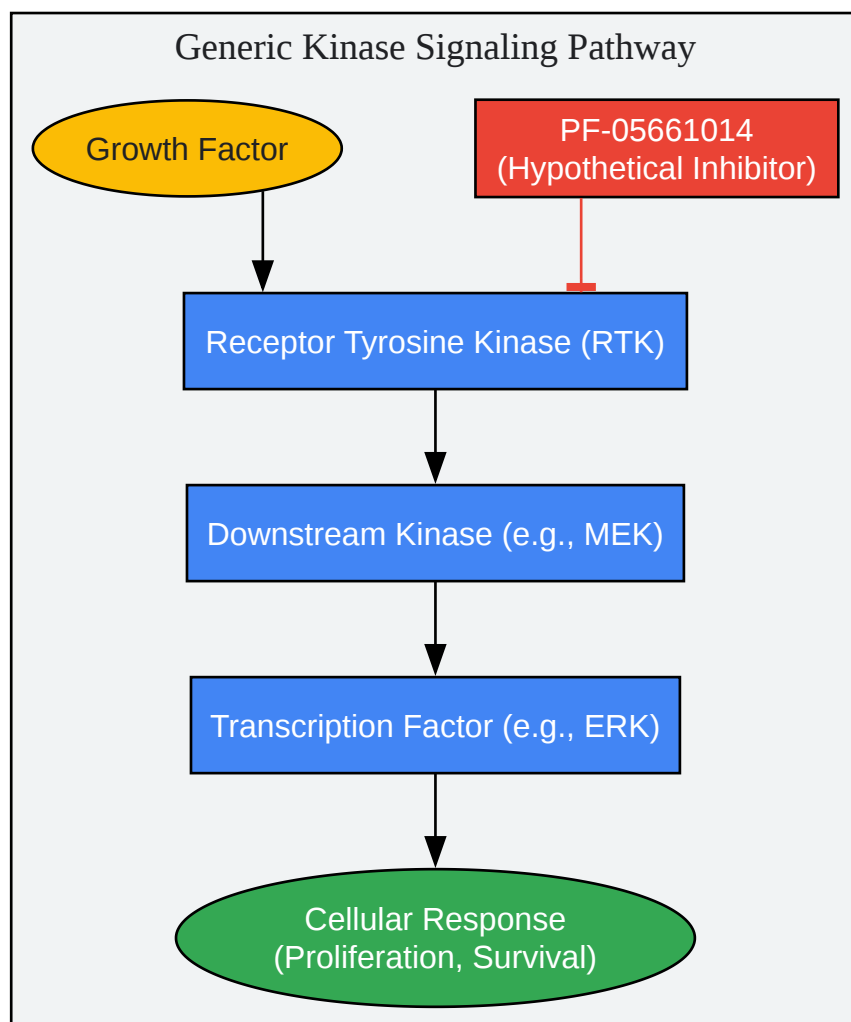 Generic Kinase Signaling Pathway
Growth Factor
PF-05661014
(Hypothetical Inhibitor)
Receptor Tyrosine Kinase (RTK)
Downstream Kinase (e.g., MEK)
Transcription Factor (e.g., ERK)
Cellular Response
(Proliferation, Survival)